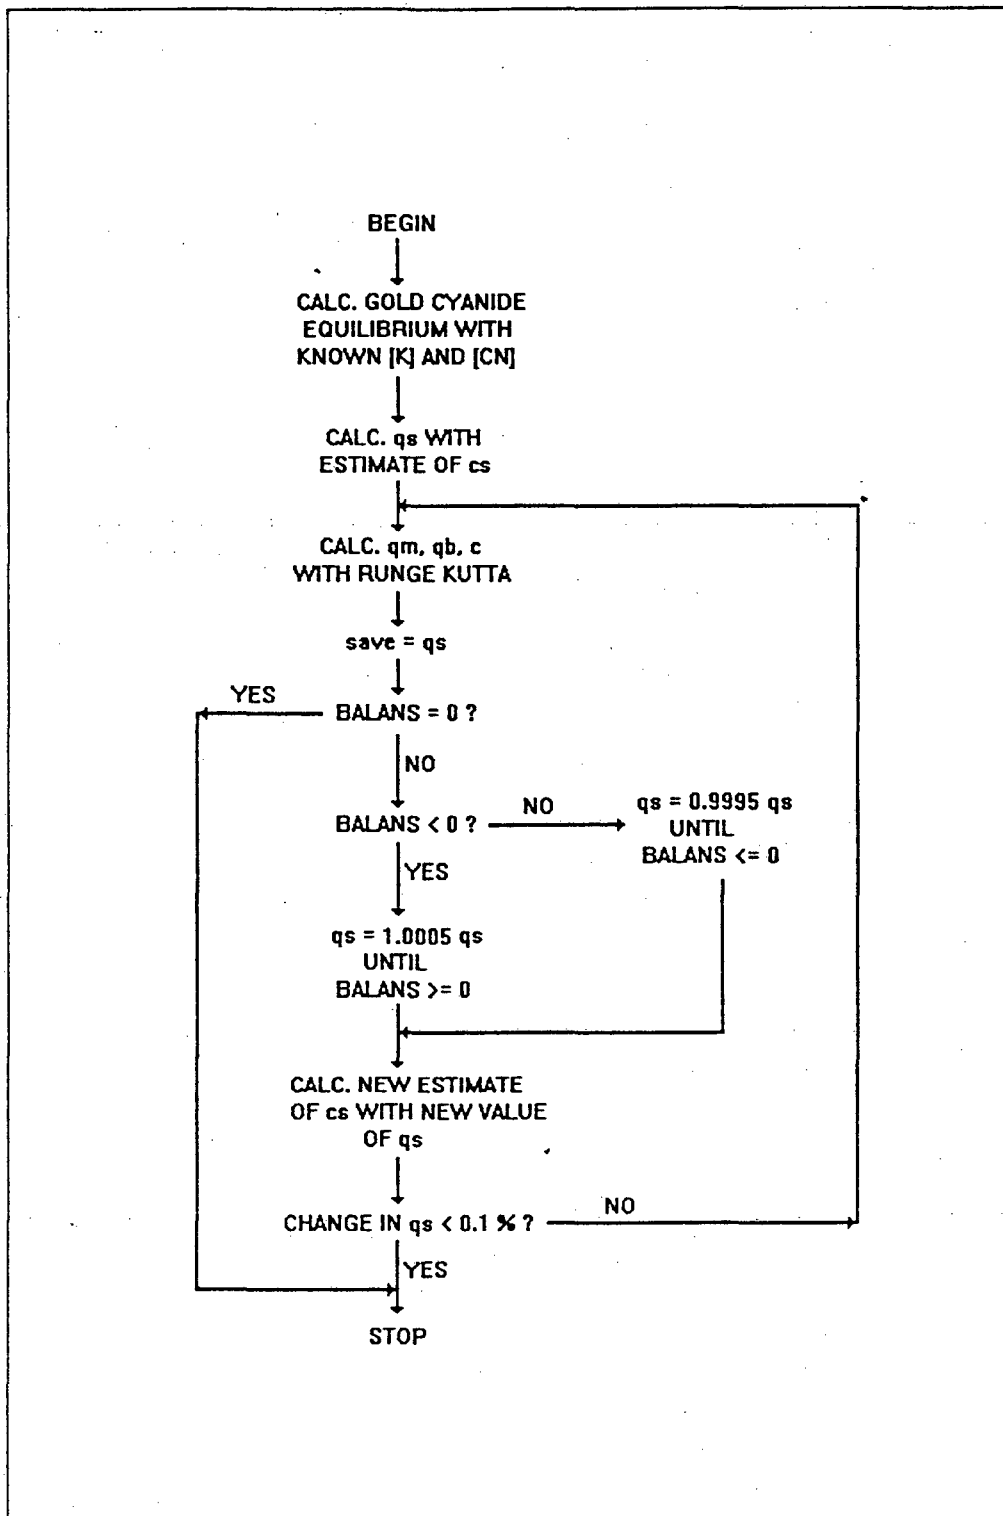 BEGIN
CALC. GOLD CYANIDE
EQUILIBRIUM WITH
KNOWN [K] AND [CN]
CALC. qs WITH
ESTIMATE OF cs
CALC. qm, qb, c
WITH RUNGE KUTTA
save = qs
YES
BALANS = 0 ?
NO
BALANS < 0 ?
NO
qs = 0.9995 qs
UNTIL
BALANS <= 0
YES
qs = 1.0005 qs
UNTIL
BALANS >= 0
CALC. NEW ESTIMATE
OF cs WITH NEW VALUE
OF qs
CHANGE IN qs < 0.1 % ?
NO
YES
STOP